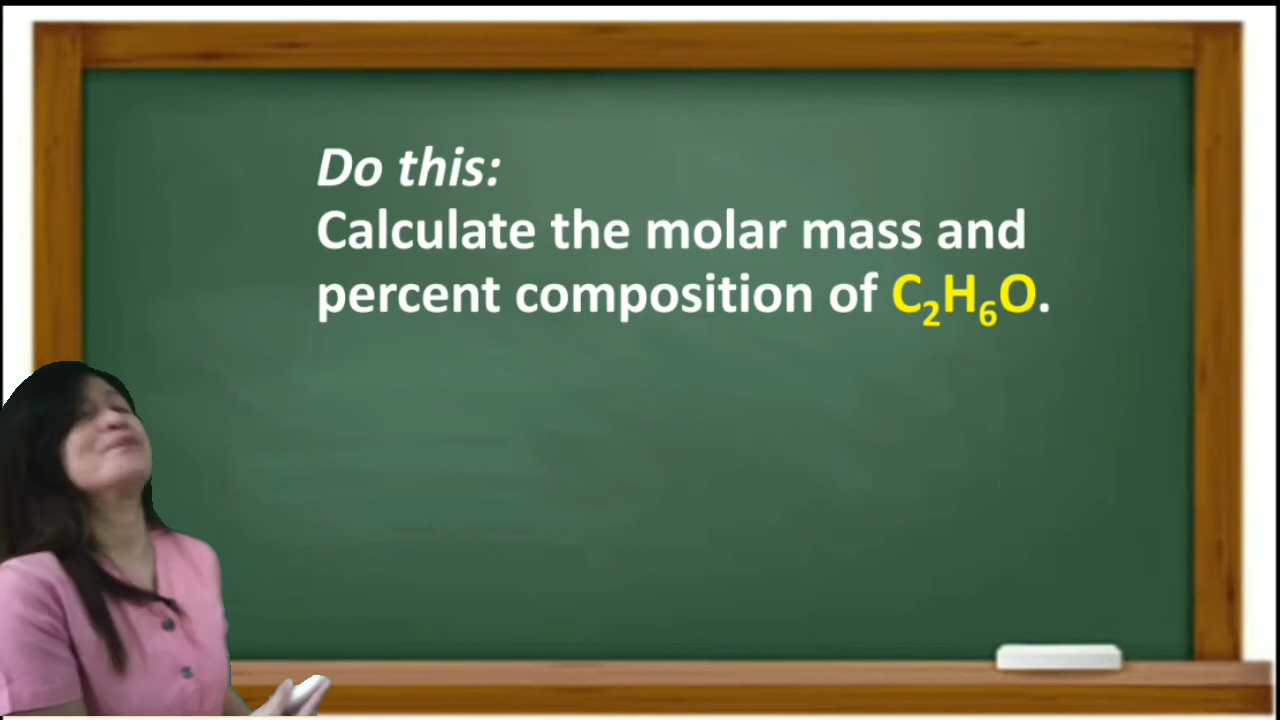 Do this:
Calculate the molar mass and
percent composition of C₂H₆O.